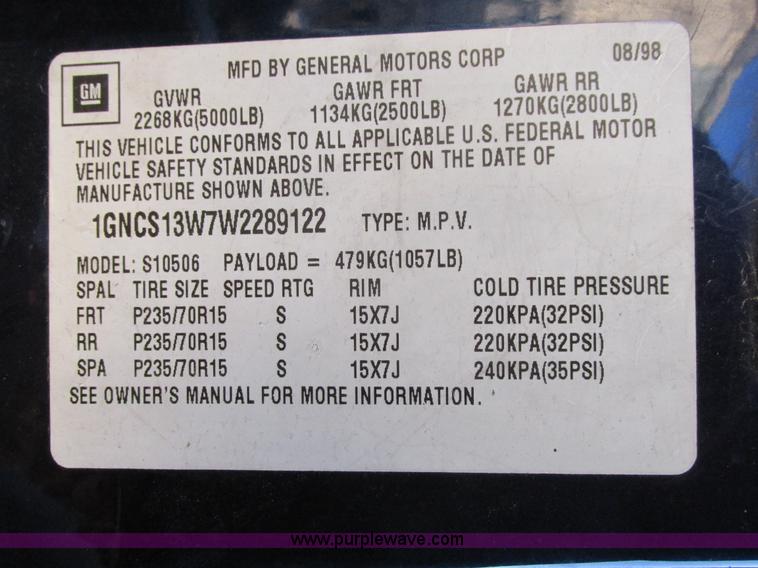 GM
MFD BY GENERAL MOTORS CORP 08/98
GVWR GAWR FRT GAWR RR
2268KG(5000LB) 1134KG(2500LB) 1270KG(2800LB)
THIS VEHICLE CONFORMS TO ALL APPLICABLE U.S. FEDERAL MOTOR
VEHICLE SAFETY STANDARDS IN EFFECT ON THE DATE OF
MANUFACTURE SHOWN ABOVE.
1GNCS13W7W2289122 TYPE: M.P.V.
MODEL: S10506 PAYLOAD = 479KG(1057LB)
SPAL TIRE SIZE SPEED RTG RIM COLD TIRE PRESSURE
FRT P235/70R15 S 15X7J 220KPA(32PSI)
RR P235/70R15 S 15X7J 220KPA(32PSI)
SPA P235/70R15 S 15X7J 240KPA(35PSI)
SEE OWNER'S MANUAL FOR MORE INFORMATION.
www.purplewave.com